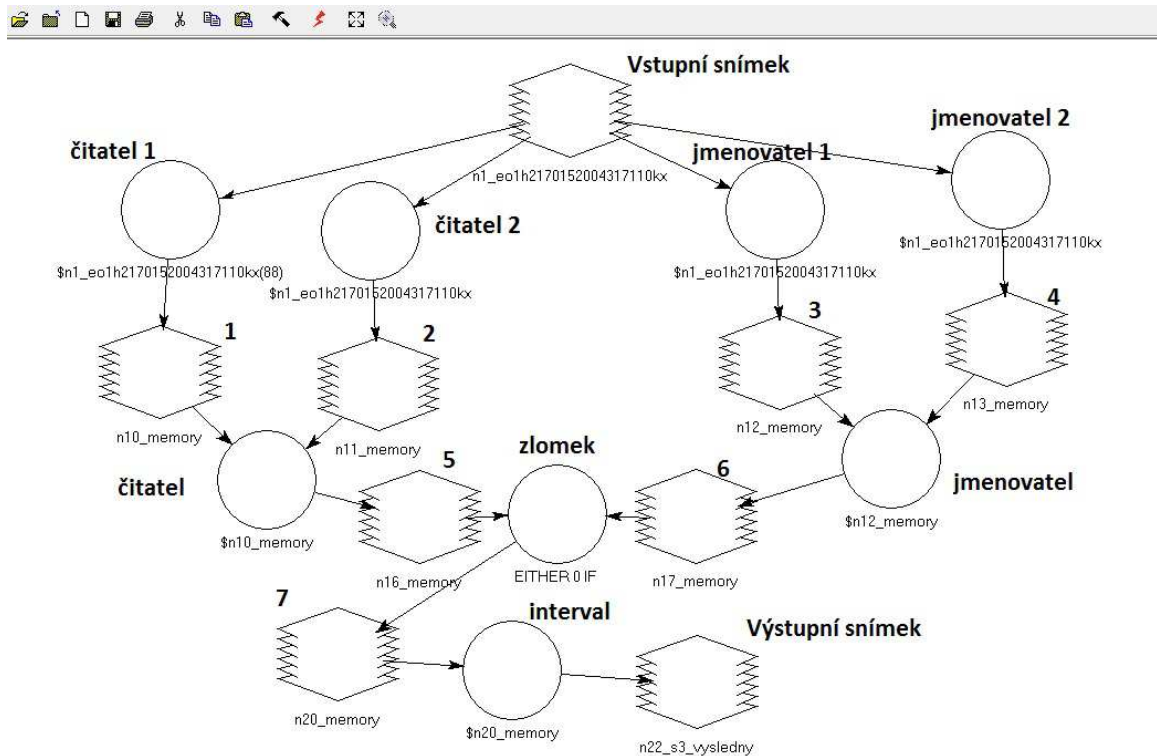 Vstupní snímek
čitatel 1
jmenovatel 1
jmenovatel 2
n1_eo1h2170152004317110kx
čitatel 2
$n1_eo1h2170152004317110kx(88)
$n1_eo1h2170152004317110kx
$n1_eo1h2170152004317110kx
$n1_eo1h2170152004317110kx
1
2
3
4
n10_memory
n11_memory
n12_memory
n13_memory
čitatel
5
zlomek
6
jmenovatel
$n10_memory
n16_memory
EITHER 0 IF
n17_memory
$n12_memory
7
interval
Výstupní snímek
n20_memory
$n20_memory
n22_s3_vysledny